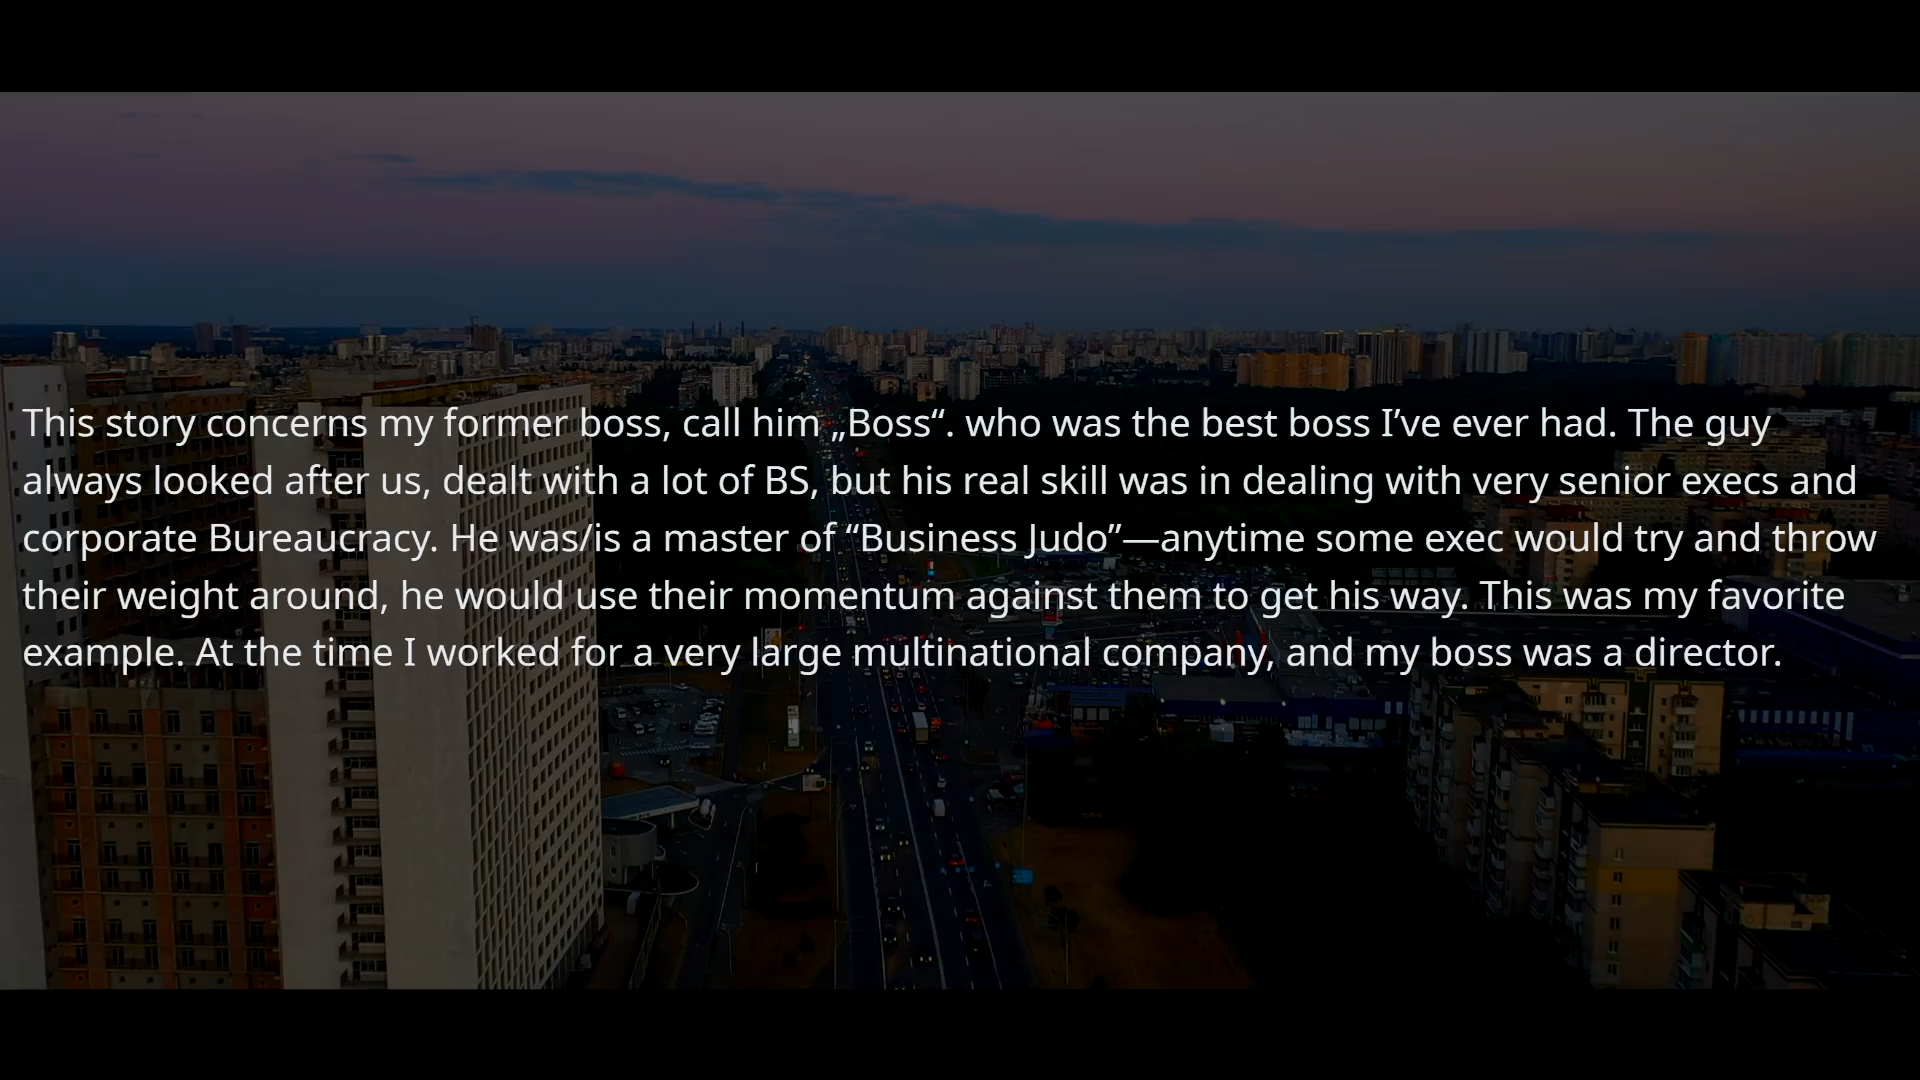 This story concerns my former boss, call him „Boss“. who was the best boss I’ve ever had. The guy
always looked after us, dealt with a lot of BS, but his real skill was in dealing with very senior execs and
corporate Bureaucracy. He was/is a master of “Business Judo”—anytime some exec would try and throw
their weight around, he would use their momentum against them to get his way. This was my favorite
example. At the time I worked for a very large multinational company, and my boss was a director.